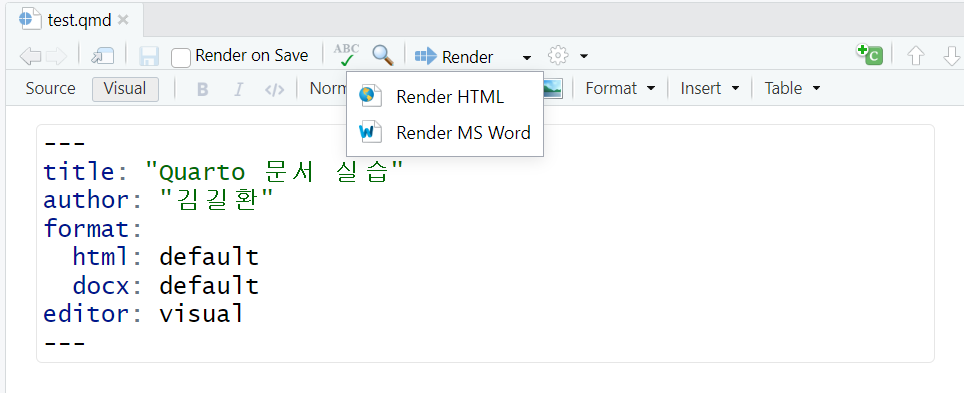 test.qmd
Render on Save ABC Render
Source Visual B I </> Norm Format Insert Table
Render HTML
Render MS Word
---
title: "Quarto 문서 실습"
author: "김길환"
format:
  html: default
  docx: default
editor: visual
---